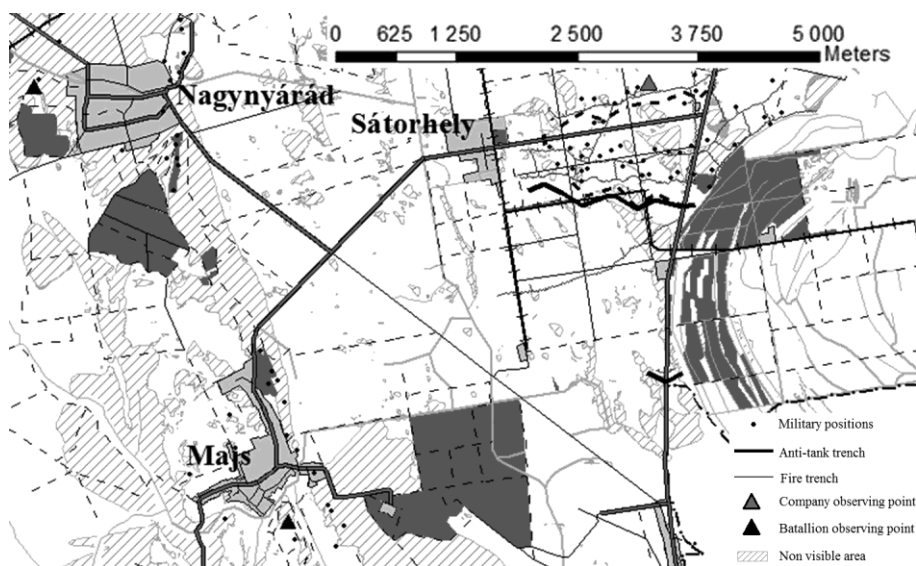 0 625 1 250 2 500 3 750 5 000
Meters
Nagynyárád
Sátorhely
Majs
Military positions
Anti-tank trench
Fire trench
Company observing point
Batallion observing point
Non visible area